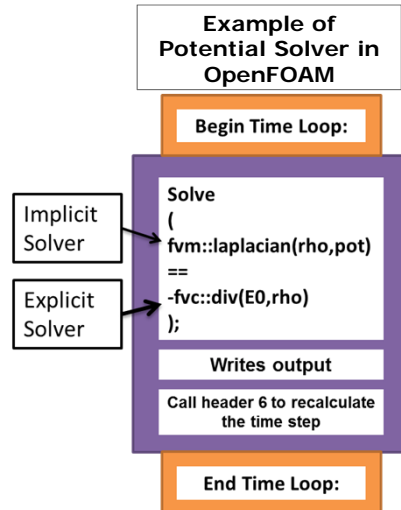 Example of
Potential Solver in
OpenFOAM
Begin Time Loop:
Implicit
Solver
Explicit
Solver
Solve
(
fvm::laplacian(rho,pot)
==
-fvc::div(E0,rho)
);
Writes output
Call header 6 to recalculate
the time step
End Time Loop: